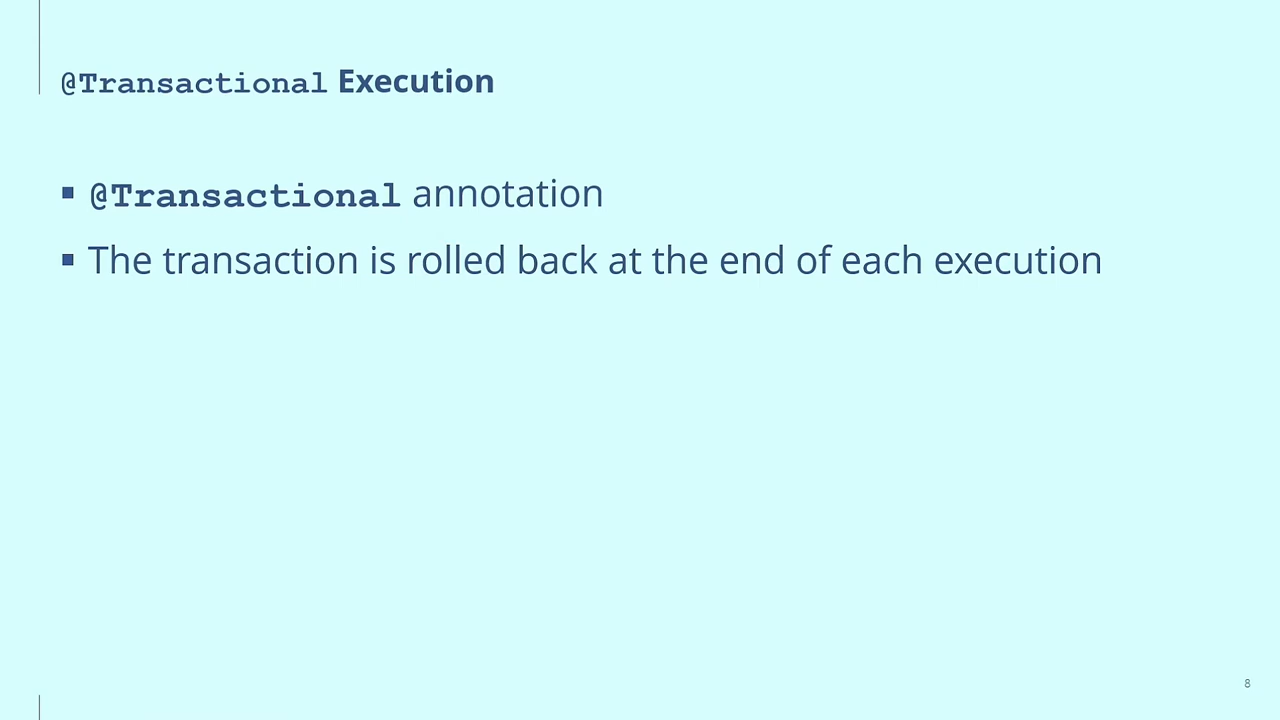 @Transactional Execution
▪ @Transactional annotation
▪ The transaction is rolled back at the end of each execution
8